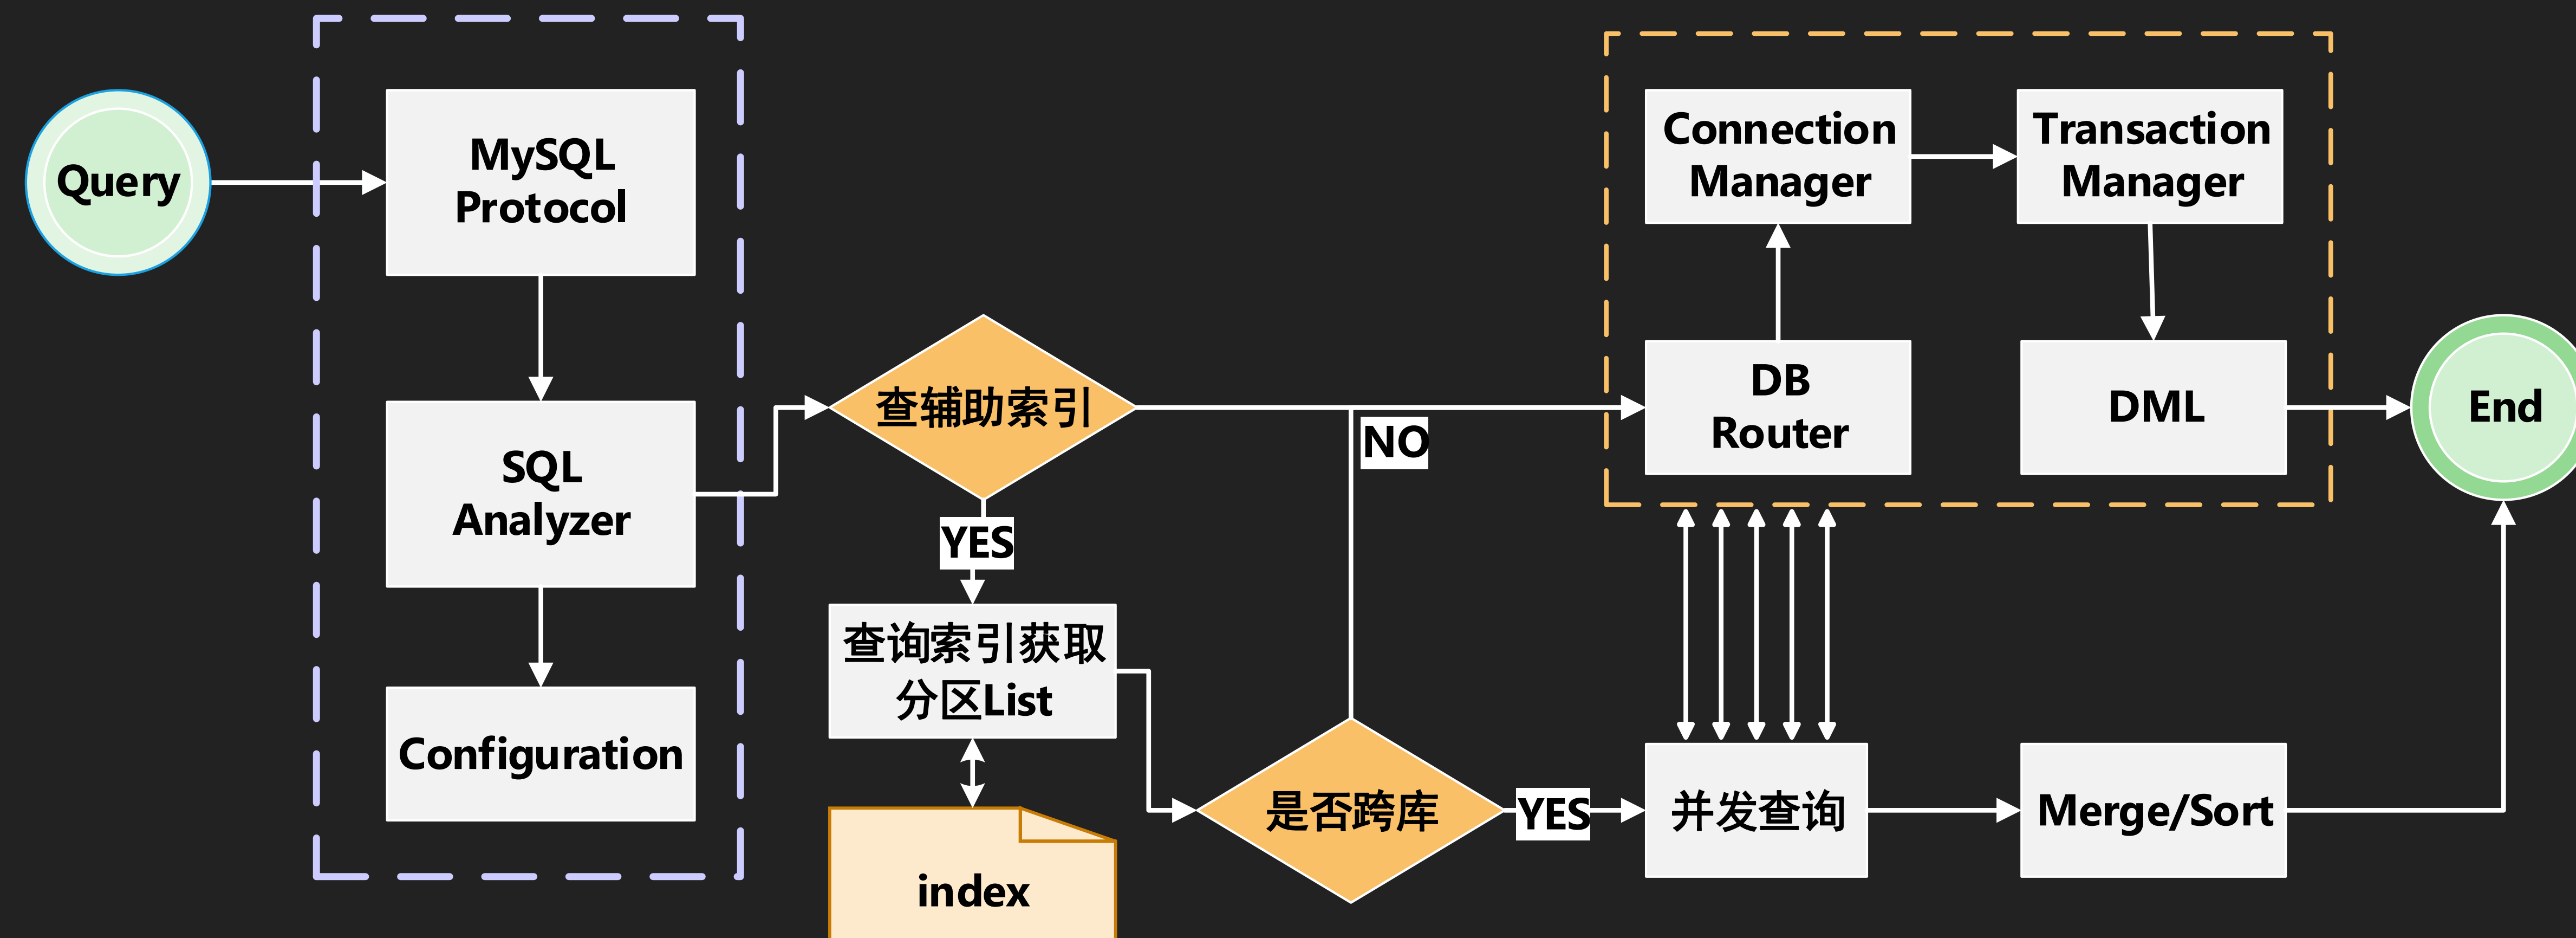 Query
MySQL
Protocol
SQL
Analyzer
Configuration
查辅助索引
YES
查询索引获取
分区List
index
NO
是否跨库
YES
Connection
Manager
Transaction
Manager
DB
Router
DML
并发查询
Merge/Sort
End